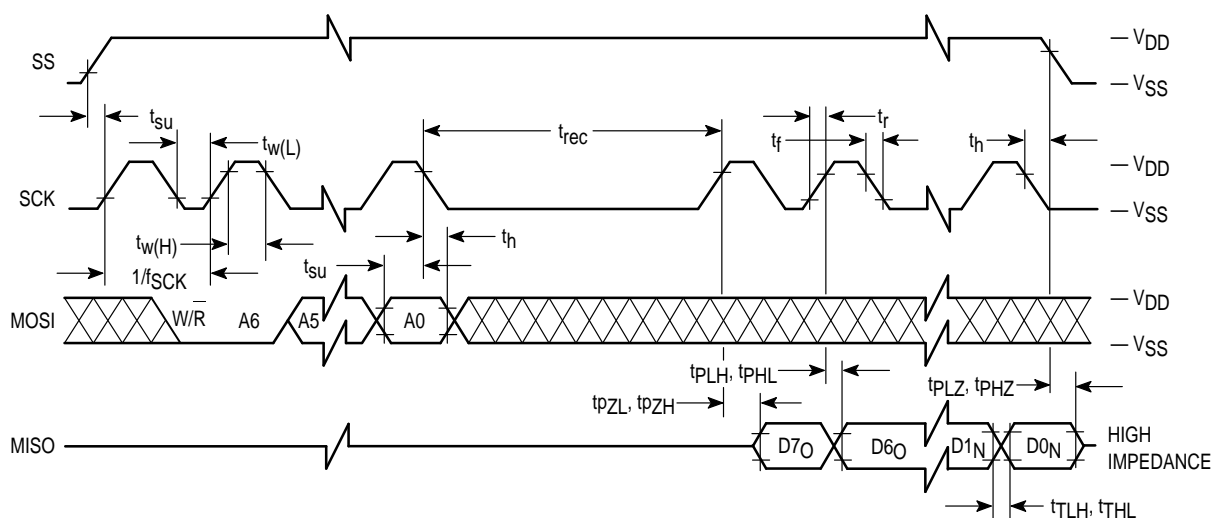 SS
VDD
VSS
tsu
tw(L)
trec
tr
tf
th
SCK
VDD
VSS
tw(H)
th
1/fSCK
tsu
MOSI
W/R̅
A6
A5
A0
VDD
VSS
tPLH, tPHL
tPLZ, tPHZ
tpZL, tpZH
MISO
D7O
D6O
D1N
D0N
HIGH
IMPEDANCE
tTLH, tTHL